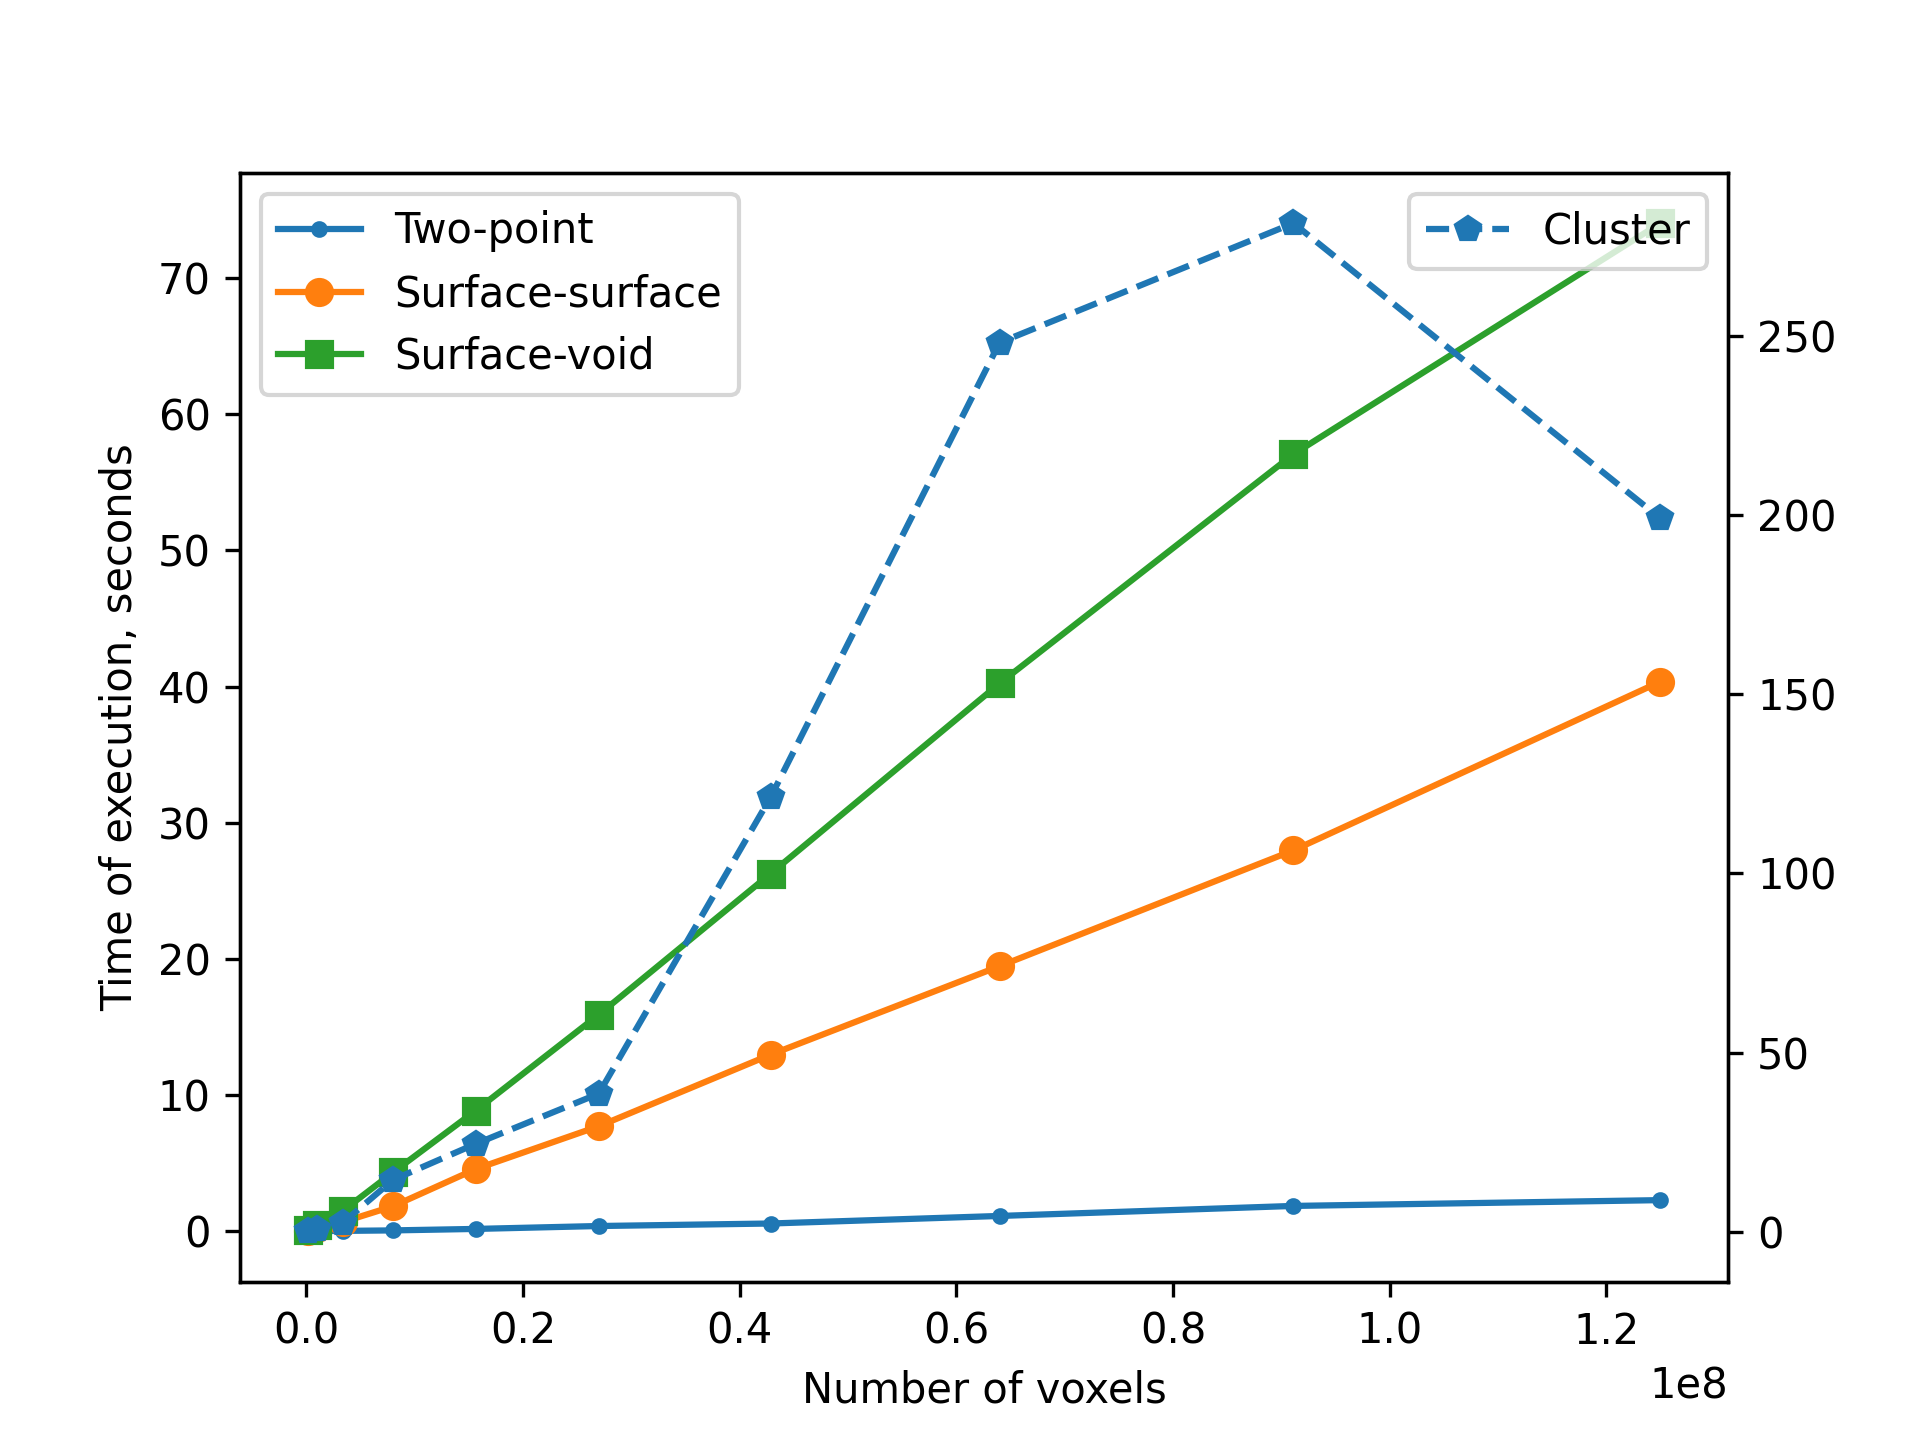 Two-point
Surface-surface
Surface-void
Cluster
Time of execution, seconds
70
60
50
40
30
20
10
0
250
200
150
100
50
0
0.0 0.2 0.4 0.6 0.8 1.0 1.2
1e8
Number of voxels